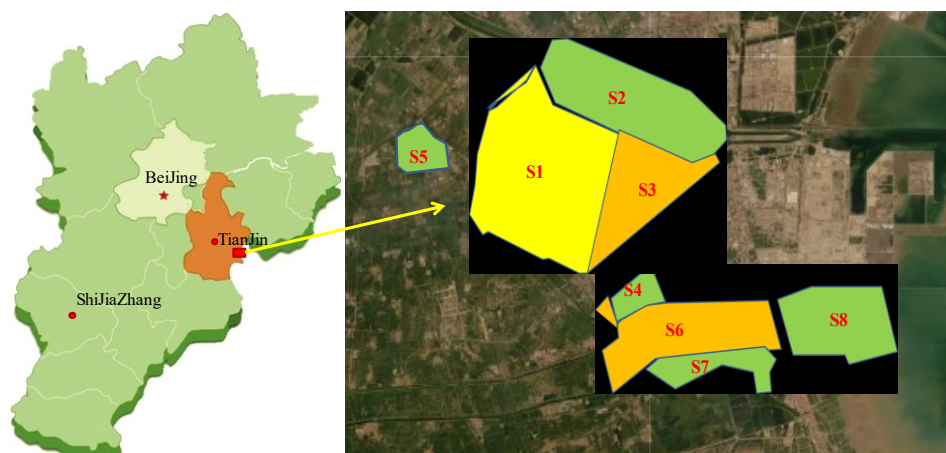 BeiJing
TianJin
ShiJiaZhang
S1
S2
S3
S4
S5
S6
S7
S8